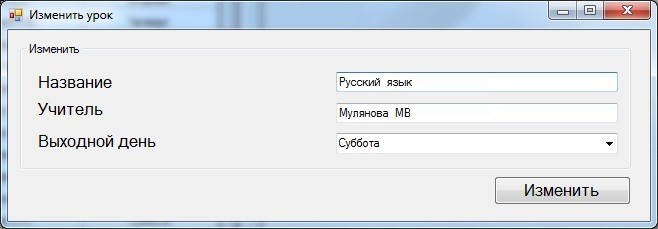 Изменить урок
Изменить
Название Русский язык
Учитель Мулянова МВ
Выходной день Суббота
Изменить